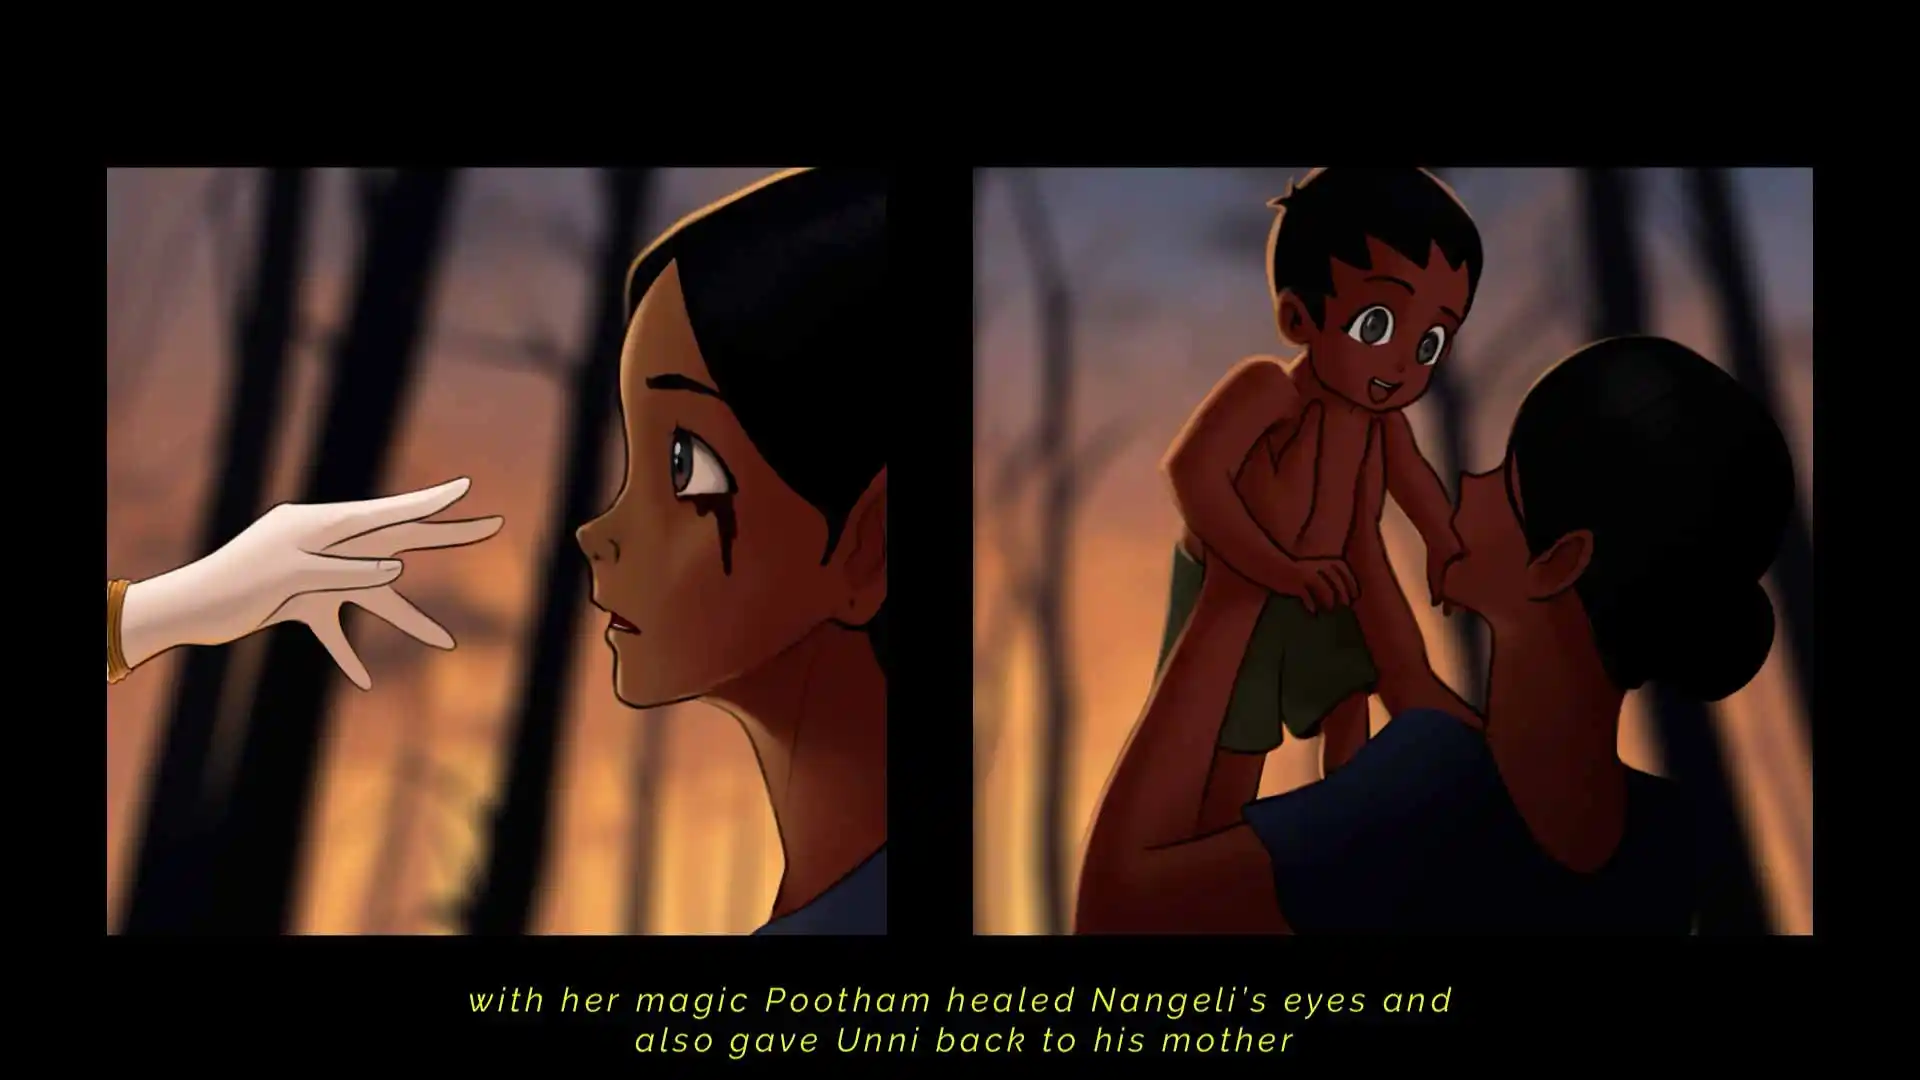 with her magic Pootham healed Nangeli's eyes and
also gave Unni back to his mother